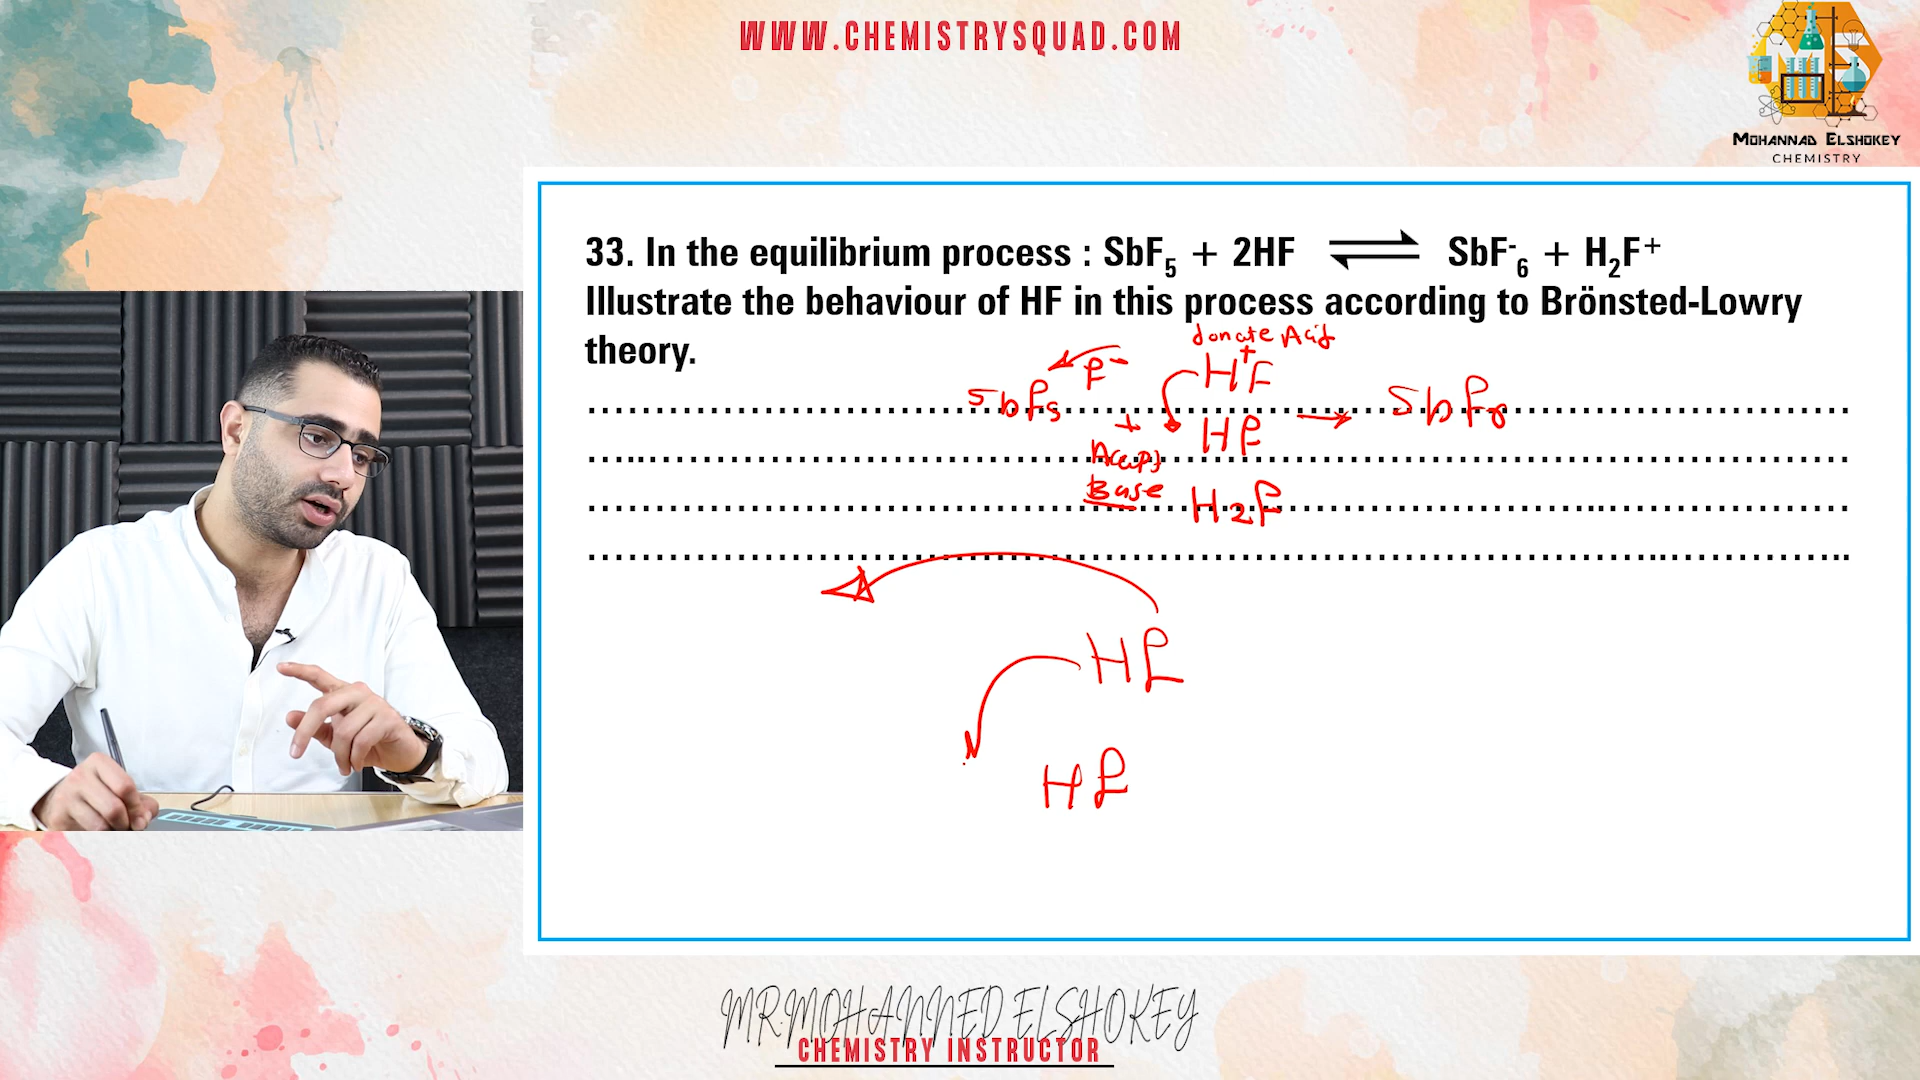 WWW.CHEMISTRYSQUAD.COM
MS
MOHANNAD ELSHOKEY
CHEMISTRY
33. In the equilibrium process : SbF5 + 2HF ⇌ SbF-6 + H2F+
Illustrate the behaviour of HF in this process according to Brönsted-Lowry
theory.
donate Acid
F-
H+F
SbF5
+
HF → SbF6
Accept
Base
H2F
HF
HF
MR.MOHANNED ELSHOKEY
CHEMISTRY INSTRUCTOR